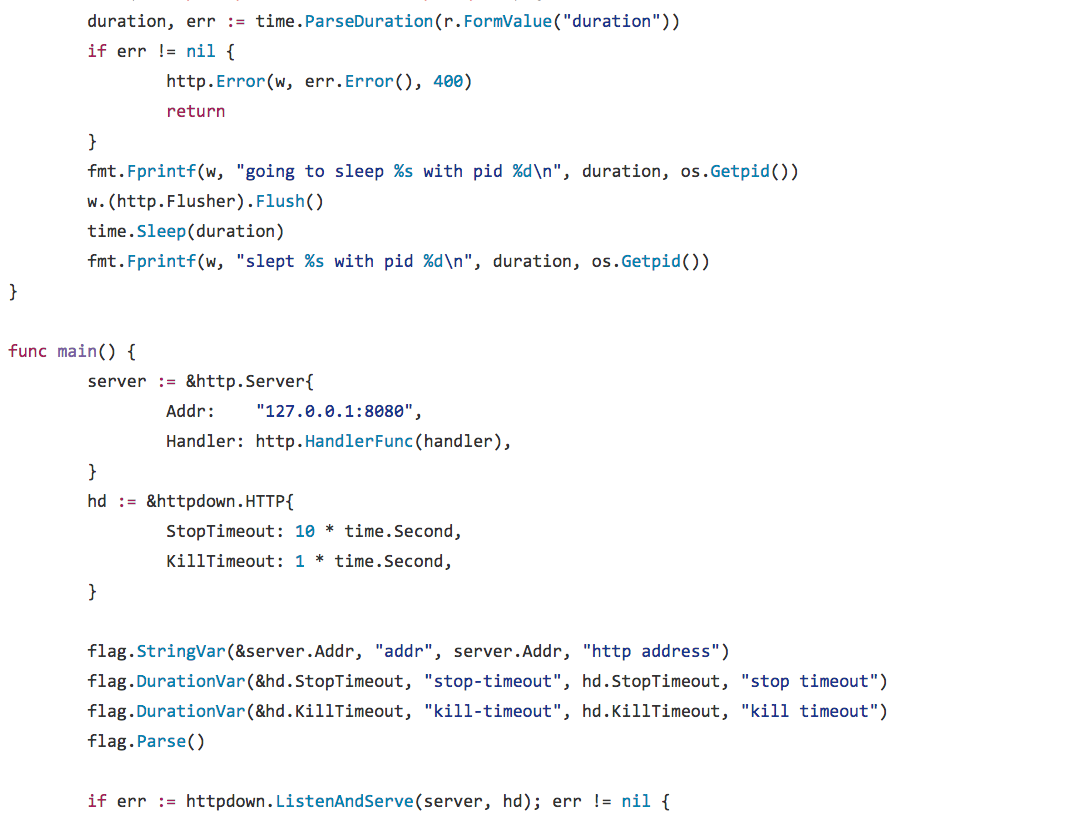 duration, err := time.ParseDuration(r.FormValue("duration"))
if err != nil {
http.Error(w, err.Error(), 400)
return
}
fmt.Fprintf(w, "going to sleep %s with pid %d\n", duration, os.Getpid())
w.(http.Flusher).Flush()
time.Sleep(duration)
fmt.Fprintf(w, "slept %s with pid %d\n", duration, os.Getpid())
}
func main() {
server := &http.Server{
Addr:    "127.0.0.1:8080",
Handler: http.HandlerFunc(handler),
}
hd := &httpdown.HTTP{
StopTimeout: 10 * time.Second,
KillTimeout: 1 * time.Second,
}
flag.StringVar(&server.Addr, "addr", server.Addr, "http address")
flag.DurationVar(&hd.StopTimeout, "stop-timeout", hd.StopTimeout, "stop timeout")
flag.DurationVar(&hd.KillTimeout, "kill-timeout", hd.KillTimeout, "kill timeout")
flag.Parse()
if err := httpdown.ListenAndServe(server, hd); err != nil {